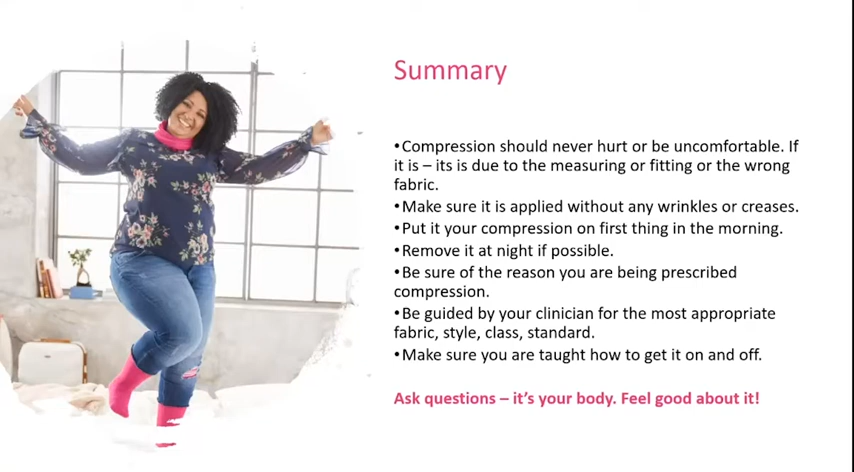 Summary
•Compression should never hurt or be uncomfortable. If
it is – its is due to the measuring or fitting or the wrong
fabric.
•Make sure it is applied without any wrinkles or creases.
•Put it your compression on first thing in the morning.
•Remove it at night if possible.
•Be sure of the reason you are being prescribed
compression.
•Be guided by your clinician for the most appropriate
fabric, style, class, standard.
•Make sure you are taught how to get it on and off.
Ask questions – it’s your body. Feel good about it!